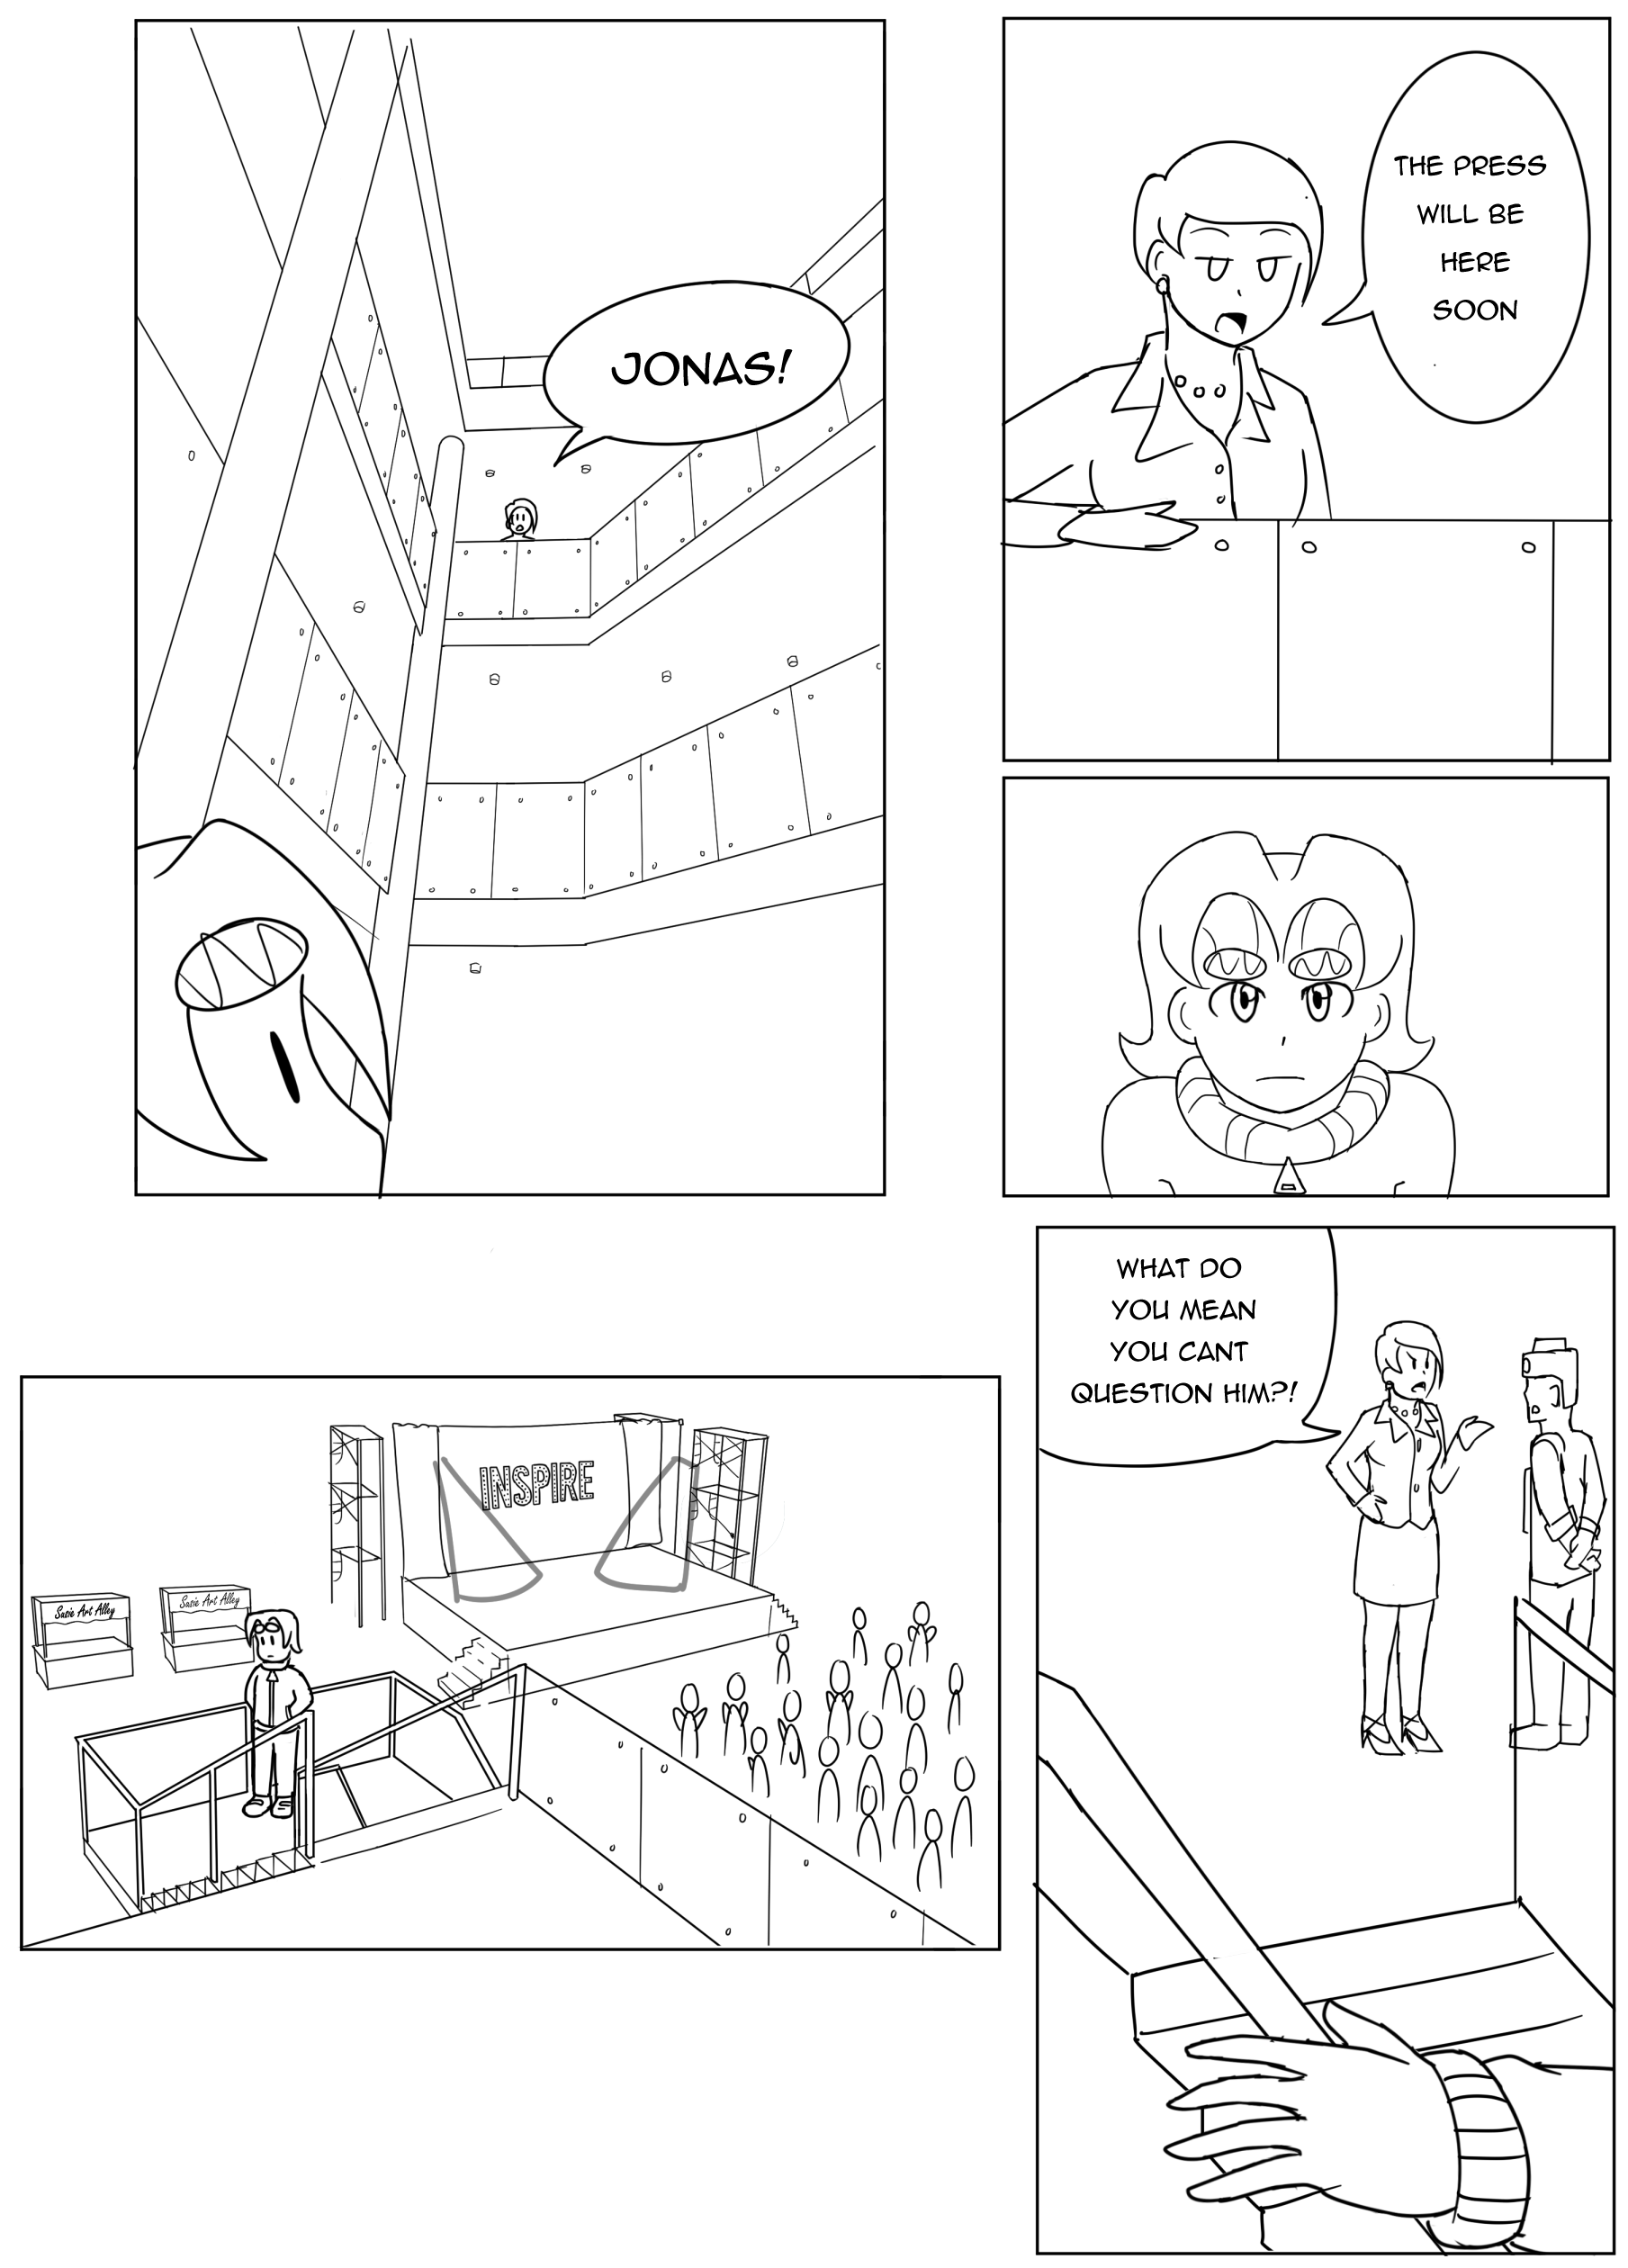 JONAS!
THE PRESS
WILL BE
HERE
SOON
INSPIRE
Susie Art Alley
Susie Art Alley
WHAT DO
YOU MEAN
YOU CANT
QUESTION HIM?!